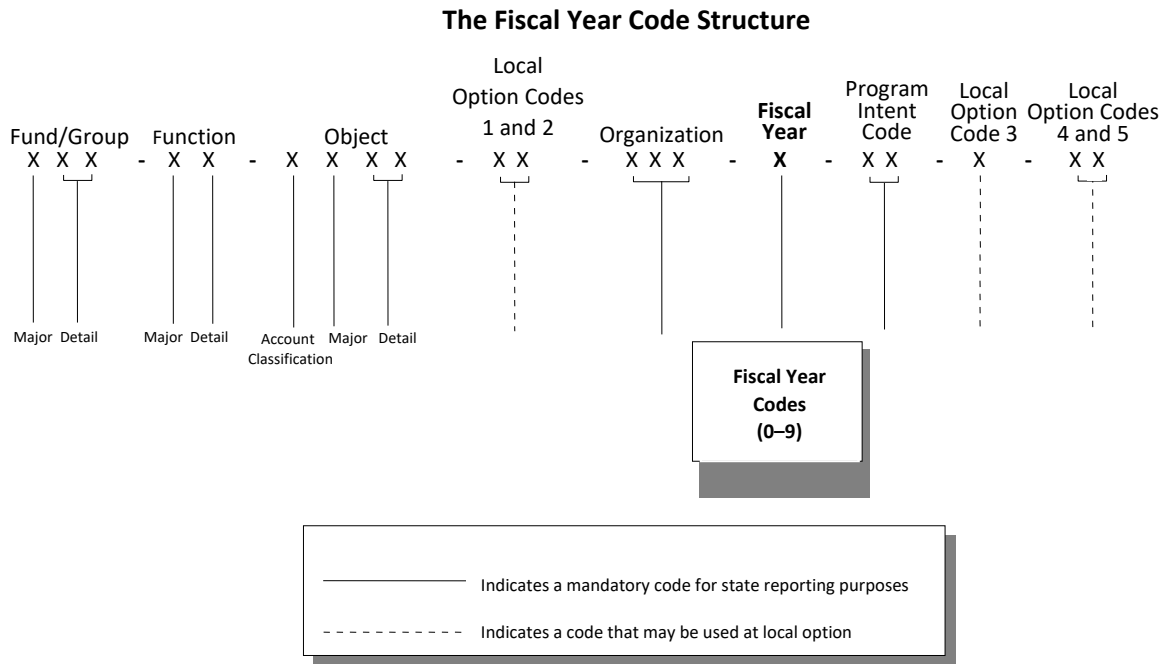 The Fiscal Year Code Structure
Local
Option Codes
1 and 2
Program
Intent
Code
Local
Option
Code 3
Local
Option Codes
4 and 5
Fiscal
Year
Fund/Group
Function
Object
Organization
X X X - X X - X X X X - X X - X X X - X - X X - X - X X
Major Detail
Major Detail
Account
Classification
Major Detail
Fiscal Year
Codes
(0–9)
Indicates a mandatory code for state reporting purposes
Indicates a code that may be used at local option